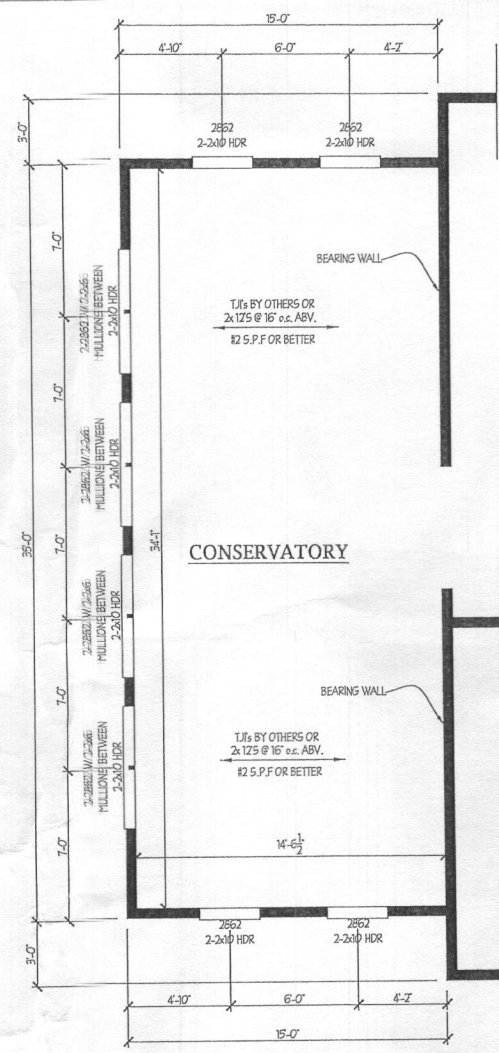 15'-0"
4'-10" 6'-0" 4'-2"
3'-0"
2862
2-2x10 HDR
2862
2-2x10 HDR
7'-0"
BEARING WALL
2-2862 W/ 2-2x6
MULLIONS BETWEEN
2-2x10 HDR
TJI's BY OTHERS OR
2x12'S @ 16" o.c. ABV.
#2 S.P.F OR BETTER
7'-0"
2-2862 W/ 2-2x6
MULLIONS BETWEEN
2-2x10 HDR
35'-0"
7'-0"
34'-1"
CONSERVATORY
2-2862 W/ 2-2x6
MULLIONS BETWEEN
2-2x10 HDR
7'-0"
BEARING WALL
2-2862 W/ 2-2x6
MULLIONS BETWEEN
2-2x10 HDR
TJI's BY OTHERS OR
2x12'S @ 16" o.c. ABV.
#2 S.P.F OR BETTER
7'-0"
14'-6 1/2"
2862
2-2x10 HDR
2862
2-2x10 HDR
3'-0"
4'-10" 6'-0" 4'-2"
15'-0"